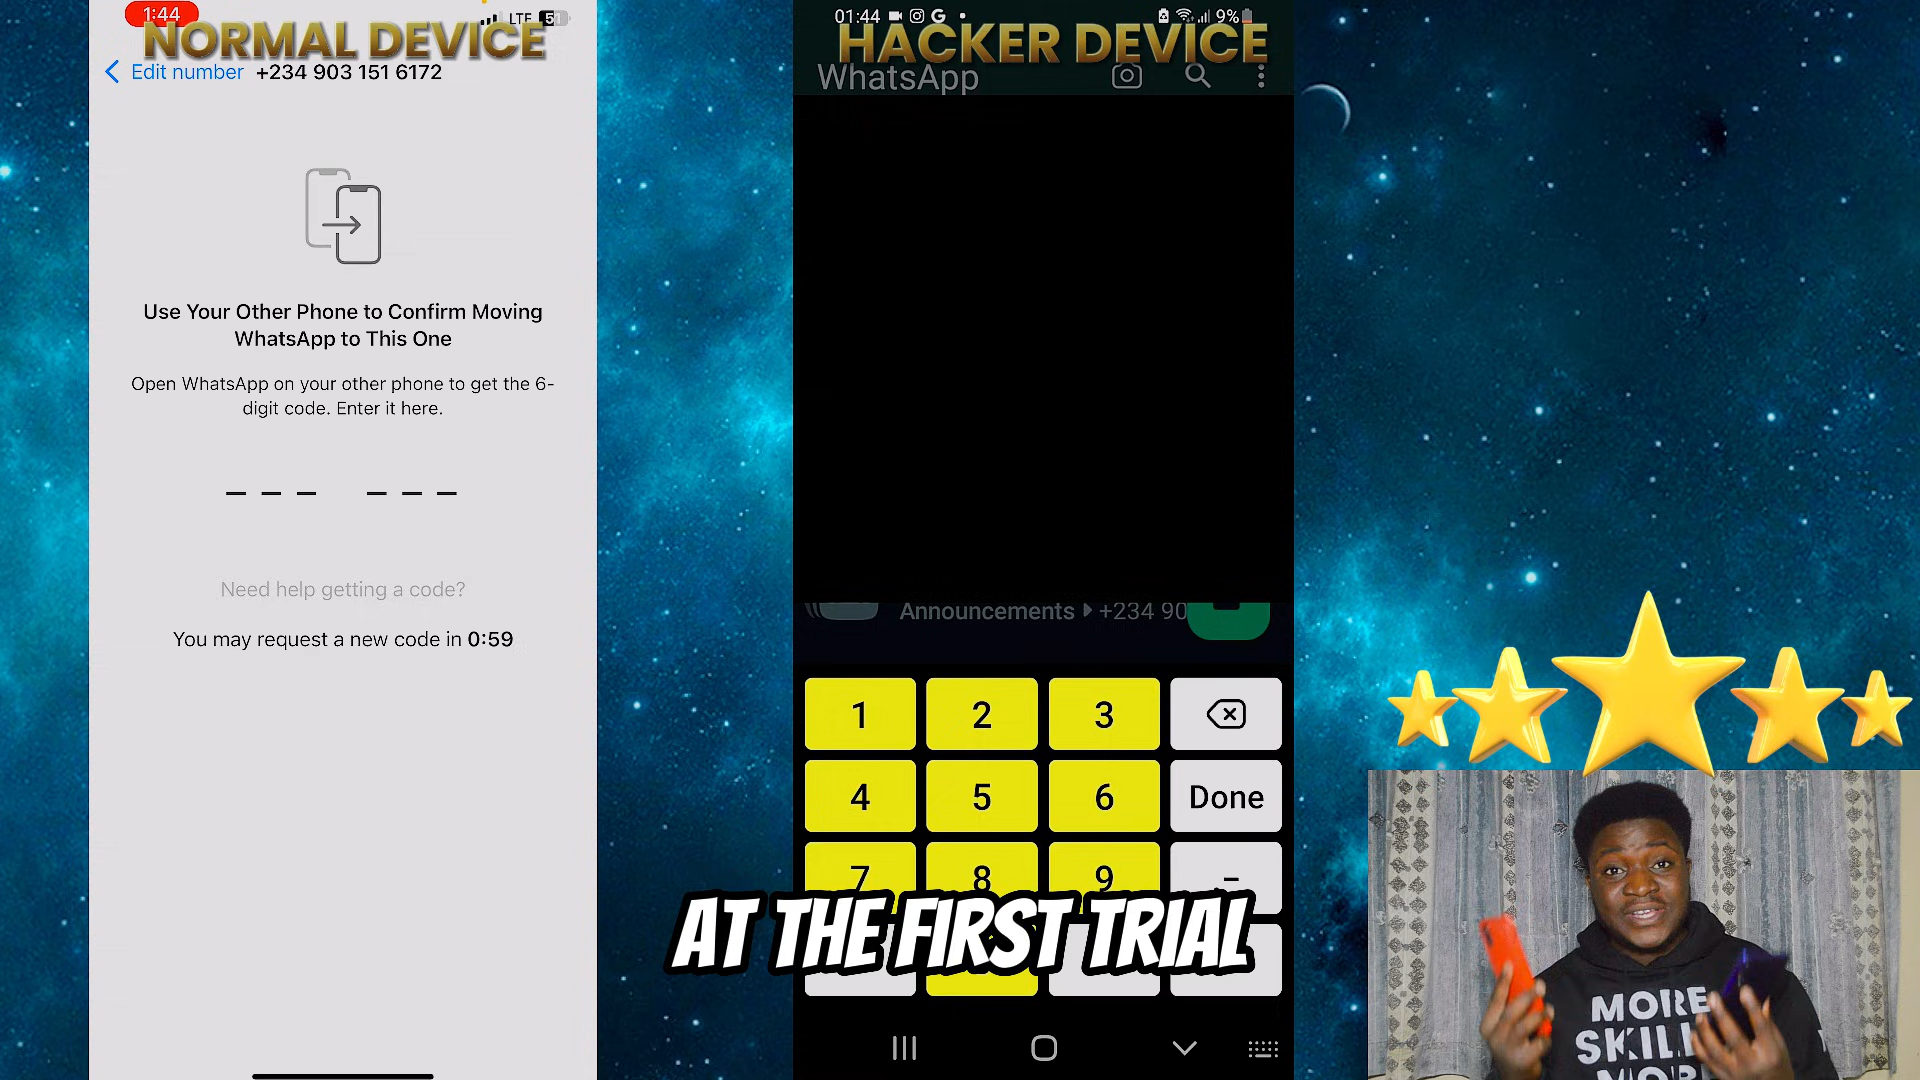 1:44
LTE
NORMAL DEVICE
Edit number +234 903 151 6172
Use Your Other Phone to Confirm Moving
WhatsApp to This One
Open WhatsApp on your other phone to get the 6-
digit code. Enter it here.
Need help getting a code?
You may request a new code in 0:59
01:44
9%
HACKER DEVICE
WhatsApp
Announcements +234 90
1 2 3
4 5 6 Done
7 8 9 –
AT THE FIRST TRIAL
MORE